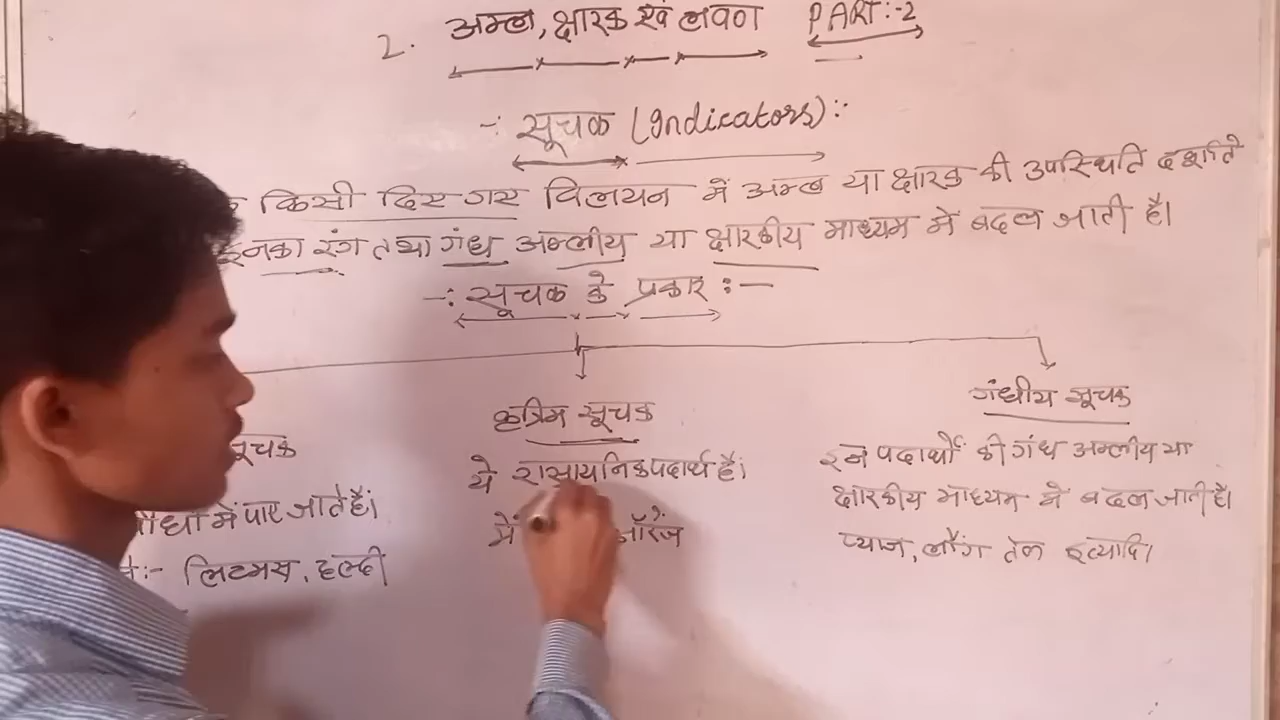 2. अम्ल, क्षारक एवं लवण PART:-2
-: सूचक (Indicators):-
किसी दिए गए विलयन में अम्ल या क्षारक की उपस्थिति दर्शाते
इनका रंग तथा गंध अम्लीय या क्षारकीय माध्यम में बदल जाती है।
-: सूचक के प्रकार :-
कृत्रिम सूचक
गंधीय सूचक
सूचक
पाए जाते हैं।
:- लिटमस, हल्दी
ये रासायनिक पदार्थ हैं।
ऑरेंज
इन पदार्थों की गंध अम्लीय या
क्षारकीय माध्यम में बदल जाती है।
प्याज, लौंग तेल इत्यादि।